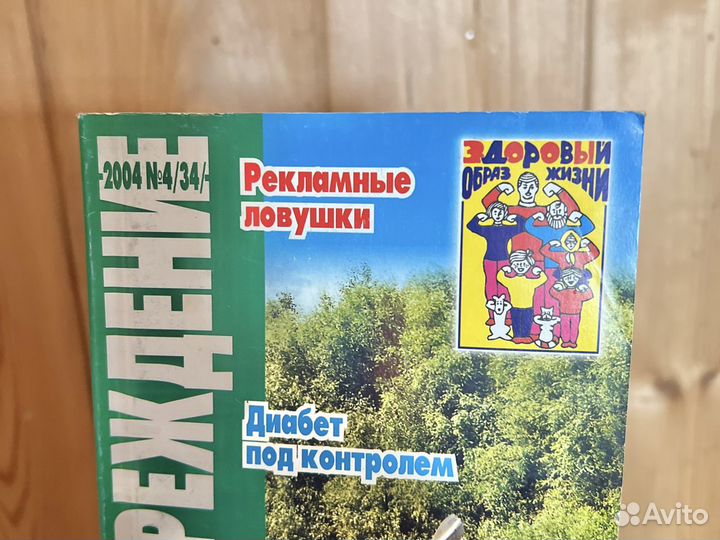 РЕЖДЕНИЕ
-2004 №4/34/-
Рекламные
ловушки
ЗДОРОВЫЙ
ОБРАЗ ЖИЗНИ
Диабет
под контролем
Avito